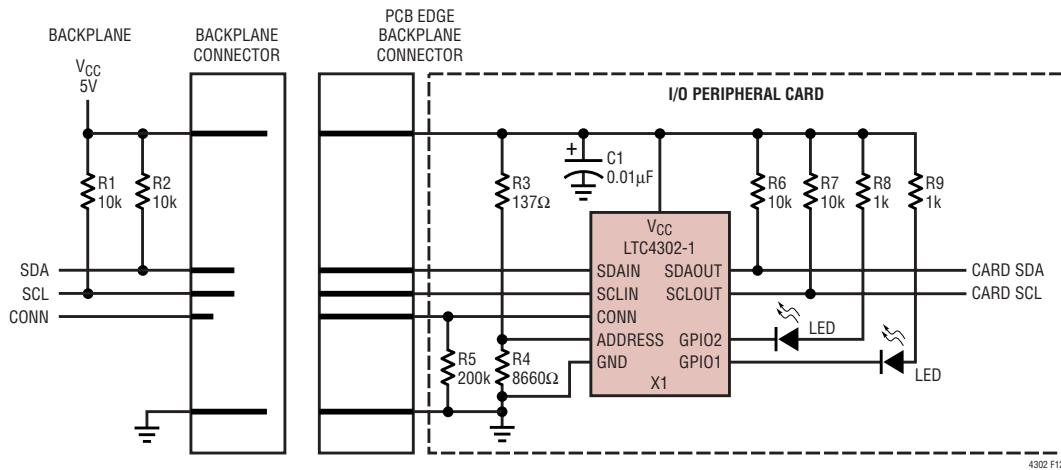 BACKPLANE
VCC
5V
BACKPLANE
CONNECTOR
PCB EDGE
BACKPLANE
CONNECTOR
I/O PERIPHERAL CARD
R1
10k
R2
10k
R3
137Ω
+
C1
0.01µF
R6
10k
R7
10k
R8
1k
R9
1k
VCC
LTC4302-1
SDA
SCL
CONN
SDAIN
SDAOUT
CARD SDA
SCLIN
SCLOUT
CARD SCL
CONN
ADDRESS
GPIO2
LED
GND
GPIO1
LED
R5
200k
R4
8660Ω
X1
4302 F13